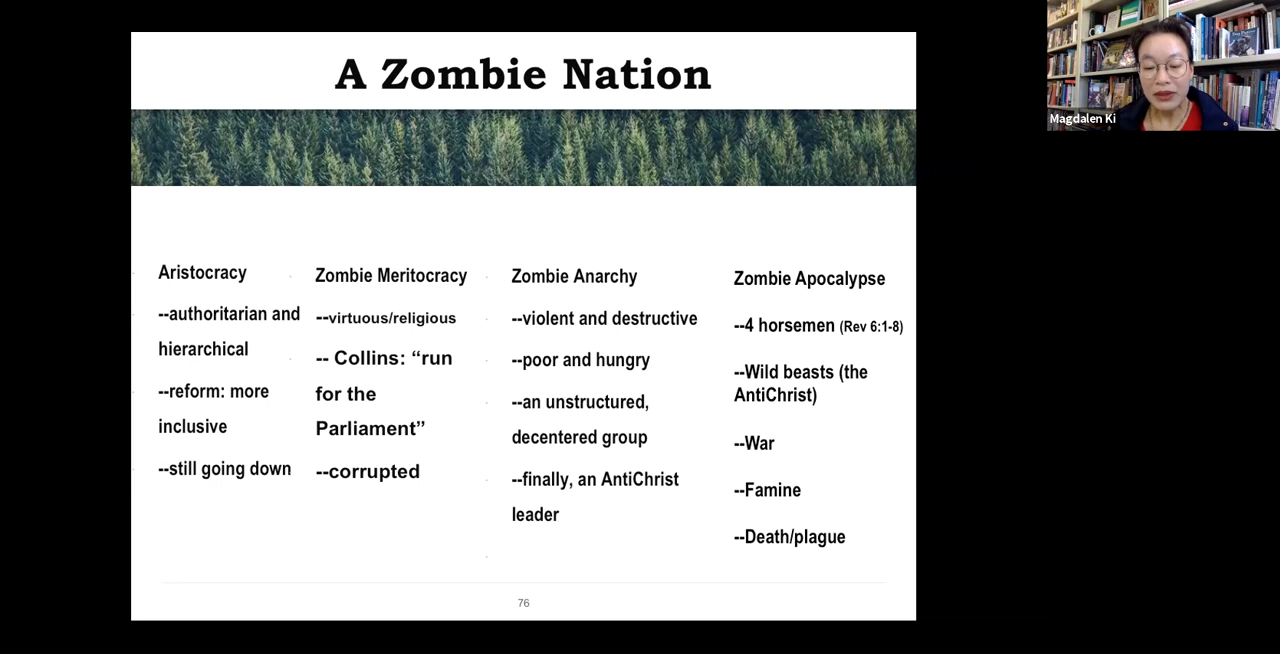 A Zombie Nation
Magdalen Ki
Aristocracy
--authoritarian and
hierarchical
--reform: more
inclusive
--still going down
Zombie Meritocracy
--virtuous/religious
-- Collins: “run
for the
Parliament”
--corrupted
Zombie Anarchy
--violent and destructive
--poor and hungry
--an unstructured,
decentered group
--finally, an AntiChrist
leader
Zombie Apocalypse
--4 horsemen (Rev 6:1-8)
--Wild beasts (the
AntiChrist)
--War
--Famine
--Death/plague
76